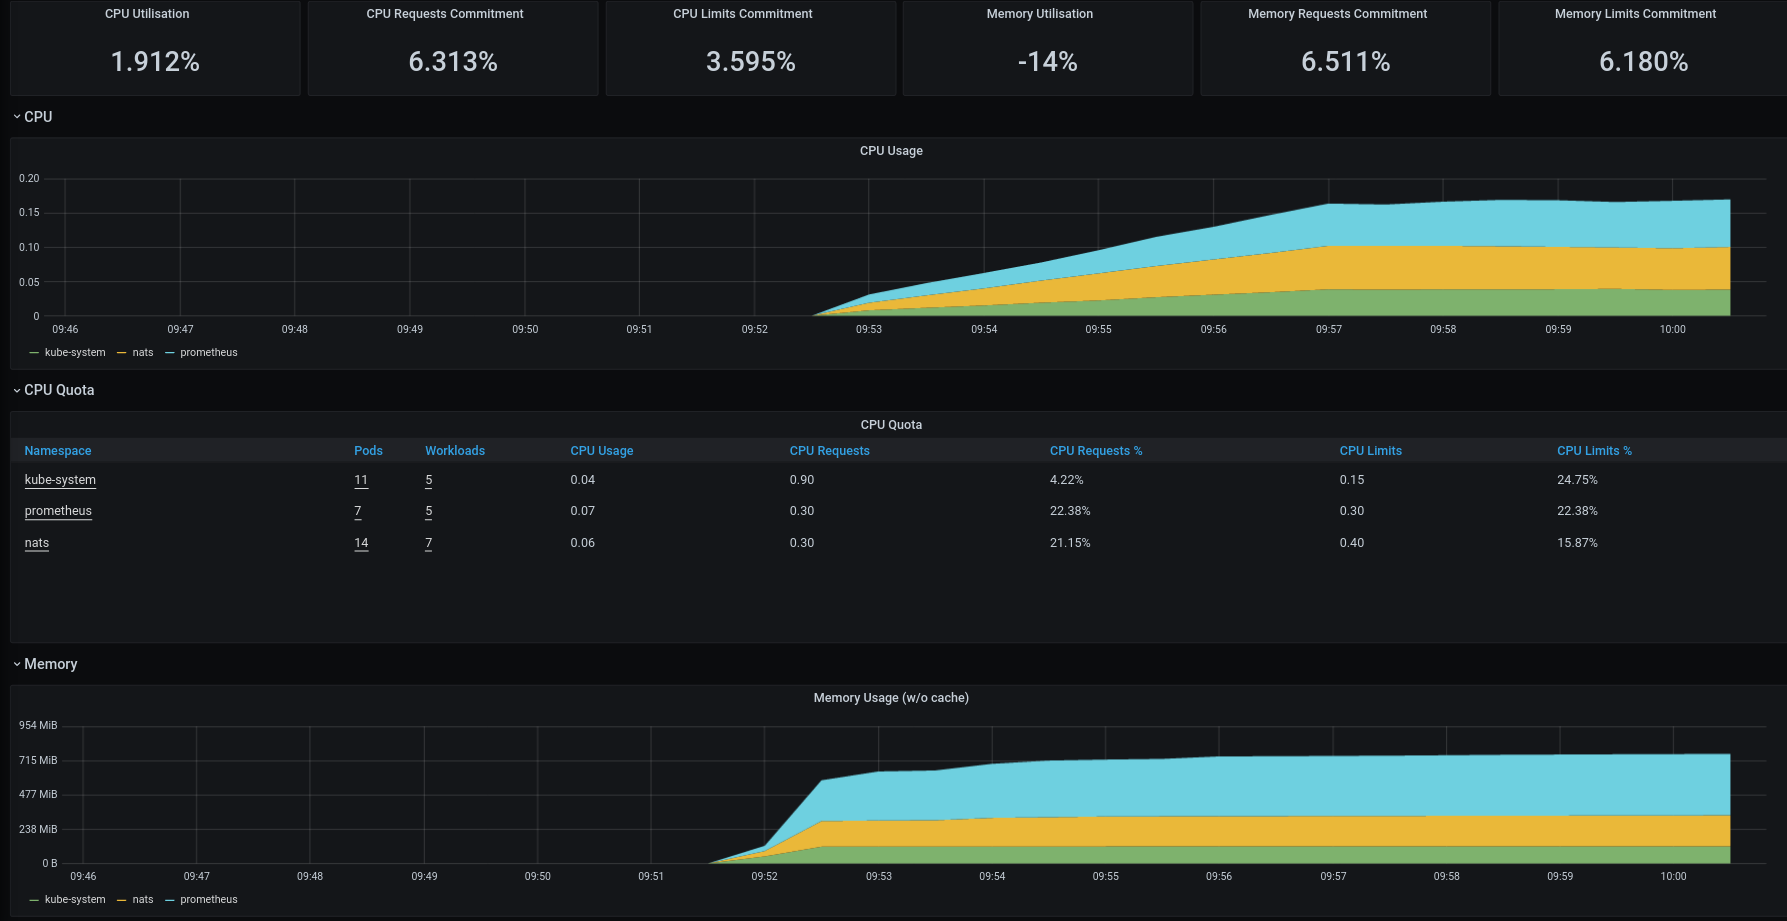 CPU Utilisation CPU Requests Commitment CPU Limits Commitment Memory Utilisation Memory Requests Commitment Memory Limits Commitment
1.912% 6.313% 3.595% -14% 6.511% 6.180%
CPU
CPU Usage
0.20
0.15
0.10
0.05
0
09:46 09:47 09:48 09:49 09:50 09:51 09:52 09:53 09:54 09:55 09:56 09:57 09:58 09:59 10:00
kube-system nats prometheus
CPU Quota
CPU Quota
Namespace Pods Workloads CPU Usage CPU Requests CPU Requests % CPU Limits CPU Limits %
kube-system 11 5 0.04 0.90 4.22% 0.15 24.75%
prometheus 7 5 0.07 0.30 22.38% 0.30 22.38%
nats 14 7 0.06 0.30 21.15% 0.40 15.87%
Memory
Memory Usage (w/o cache)
954 MiB
715 MiB
477 MiB
238 MiB
0 B
09:46 09:47 09:48 09:49 09:50 09:51 09:52 09:53 09:54 09:55 09:56 09:57 09:58 09:59 10:00
kube-system nats prometheus